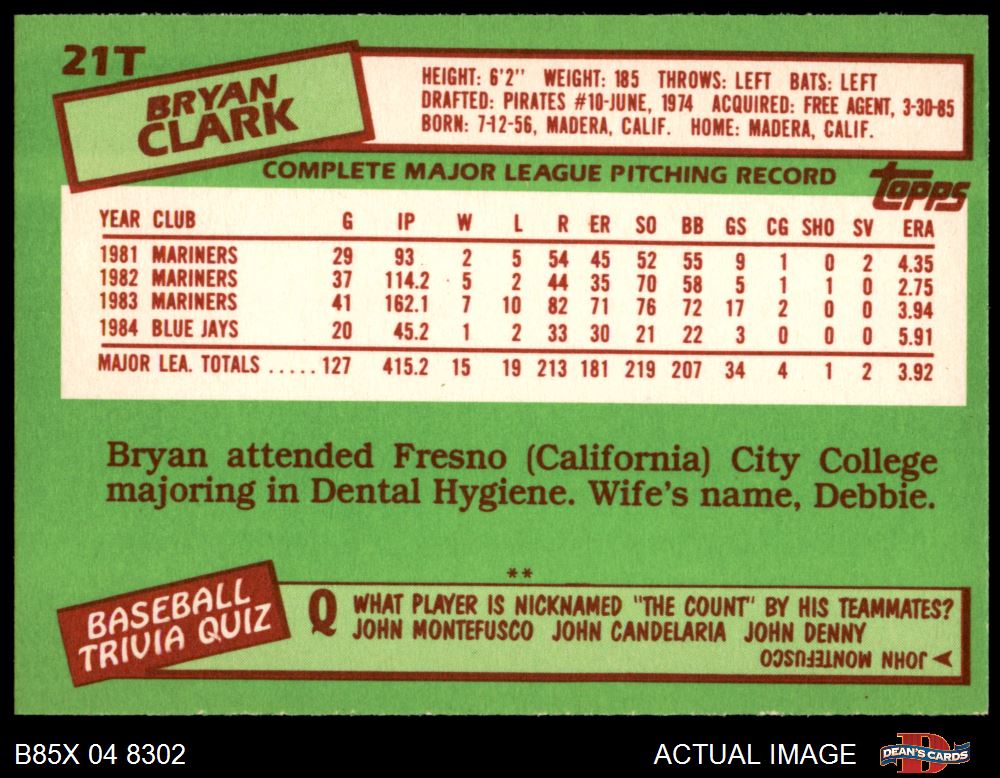 21T
BRYAN
CLARK
HEIGHT: 6'2" WEIGHT: 185 THROWS: LEFT BATS: LEFT
DRAFTED: PIRATES #10-JUNE, 1974 ACQUIRED: FREE AGENT, 3-30-85
BORN: 7-12-56, MADERA, CALIF. HOME: MADERA, CALIF.
COMPLETE MAJOR LEAGUE PITCHING RECORD
topps
YEAR CLUB G IP W L R ER SO BB GS CG SHO SV ERA
1981 MARINERS 29 93 2 5 54 45 52 55 9 1 0 2 4.35
1982 MARINERS 37 114.2 5 2 44 35 70 58 5 1 1 0 2.75
1983 MARINERS 41 162.1 7 10 82 71 76 72 17 2 0 0 3.94
1984 BLUE JAYS 20 45.2 1 2 33 30 21 22 3 0 0 0 5.91
MAJOR LEA. TOTALS ..... 127 415.2 15 19 213 181 219 207 34 4 1 2 3.92
Bryan attended Fresno (California) City College
majoring in Dental Hygiene. Wife's name, Debbie.
**
BASEBALL
TRIVIA QUIZ
Q WHAT PLAYER IS NICKNAMED "THE COUNT" BY HIS TEAMMATES?
JOHN MONTEFUSCO JOHN CANDELARIA JOHN DENNY
JOHN MONTEFUSCO
B85X 04 8302
ACTUAL IMAGE
D
DEAN'S CARDS